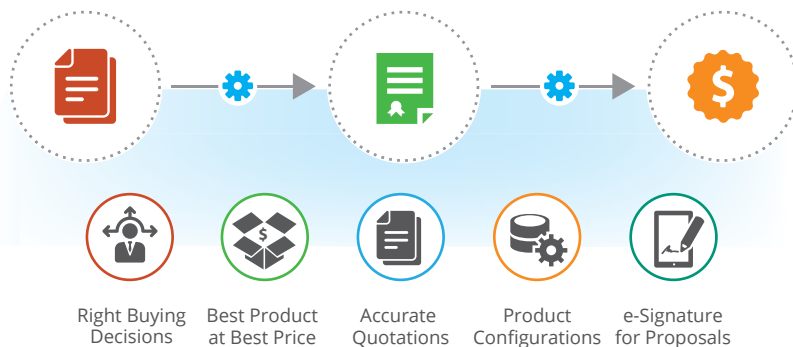 $
$
Right Buying
Decisions
Best Product
at Best Price
Accurate
Quotations
Product
Configurations
e-Signature
for Proposals